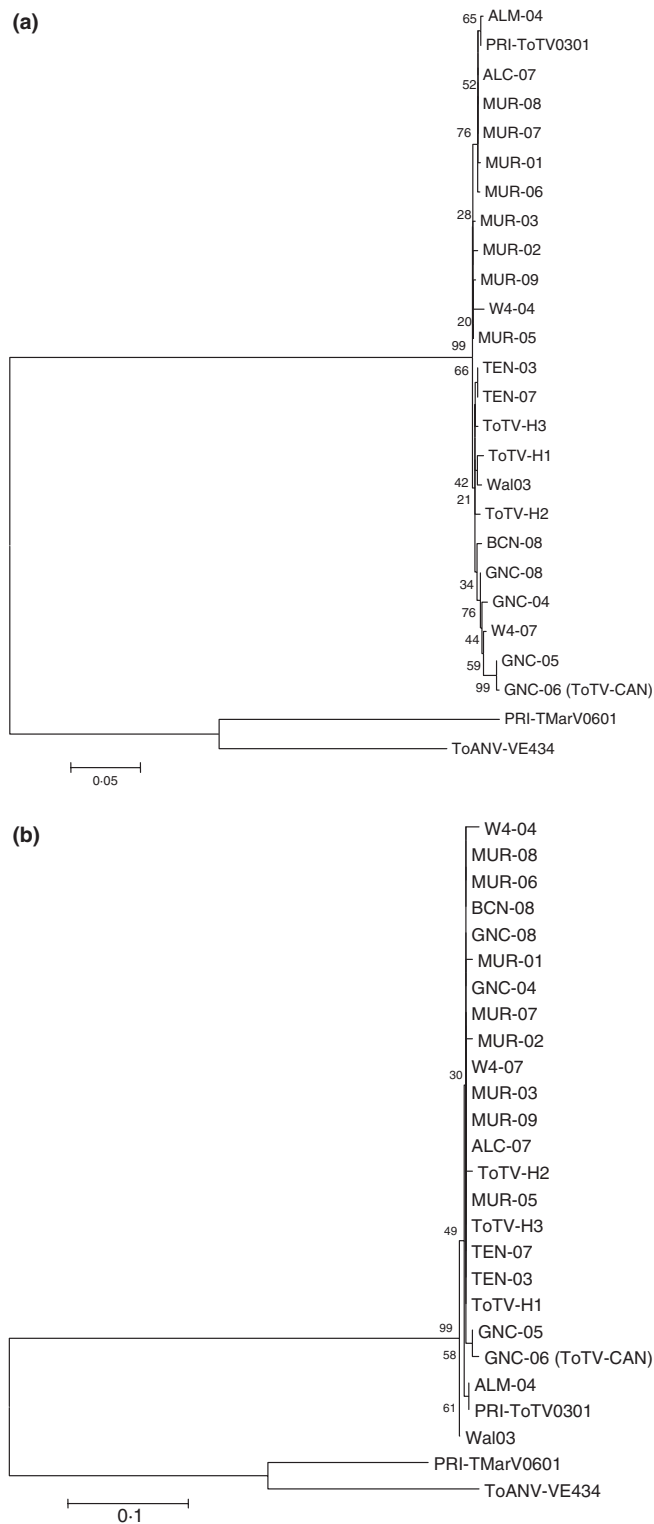 (a)
65
ALM-04
PRI-ToTV0301
52
ALC-07
MUR-08
76
MUR-07
MUR-01
MUR-06
28
MUR-03
MUR-02
MUR-09
W4-04
20
MUR-05
99
66
TEN-03
TEN-07
ToTV-H3
ToTV-H1
42
Wal03
21
ToTV-H2
BCN-08
34
GNC-08
76
GNC-04
44
W4-07
59
GNC-05
99
GNC-06 (ToTV-CAN)
PRI-TMarV0601
ToANV-VE434
0·05
(b)
W4-04
MUR-08
MUR-06
BCN-08
GNC-08
MUR-01
GNC-04
MUR-07
MUR-02
30
W4-07
MUR-03
MUR-09
ALC-07
ToTV-H2
MUR-05
49
ToTV-H3
TEN-07
TEN-03
ToTV-H1
99
GNC-05
58
GNC-06 (ToTV-CAN)
ALM-04
61
PRI-ToTV0301
Wal03
PRI-TMarV0601
ToANV-VE434
0·1